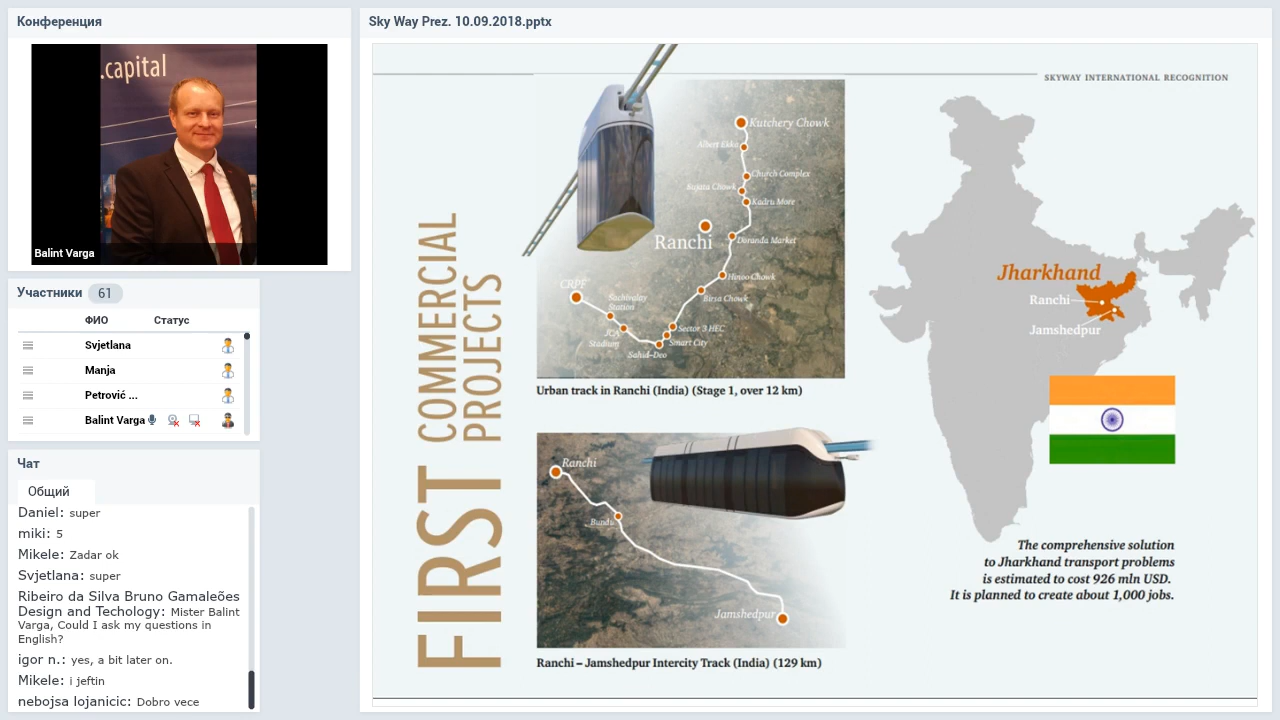 Конференция
.capital
Balint Varga
Участники 61
ФИО Статус
Svjetlana
Manja
Petrović ...
Balint Varga
Чат
Общий
Daniel: super
miki: 5
Mikele: Zadar ok
Svjetlana: super
Ribeiro da Silva Bruno Gamaleões
Design and Techology: Mister Balint
Varga, Could I ask my questions in
English?
igor n.: yes, a bit later on.
Mikele: i jeftin
nebojsa lojanicic: Dobro vece
Sky Way Prez. 10.09.2018.pptx
SKYWAY INTERNATIONAL RECOGNITION
FIRST COMMERCIAL
PROJECTS
Kutchery Chowk
Albert Ekka
Church Complex
Sujata Chowk
Kadru More
Ranchi
Doranda Market
Hinoo Chowk
Birsa Chowk
CRPF
Sachivalay
Station
JCA
Stadium
Sector 3 HEC
Smart City
Sahid-Deo
Urban track in Ranchi (India) (Stage 1, over 12 km)
Ranchi
Bundu
Jamshedpur
Ranchi – Jamshedpur Intercity Track (India) (129 km)
Jharkhand
Ranchi
Jamshedpur
The comprehensive solution
to Jharkhand transport problems
is estimated to cost 926 mln USD.
It is planned to create about 1,000 jobs.